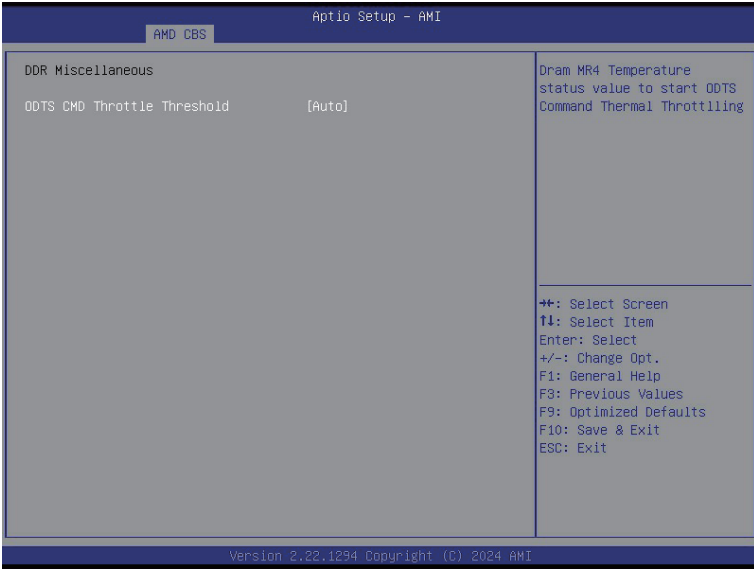 Aptio Setup – AMI
AMD CBS
DDR Miscellaneous
ODTS CMD Throttle Threshold [Auto]
Dram MR4 Temperature
status value to start ODTS
Command Thermal Throttlling
→←: Select Screen
↑↓: Select Item
Enter: Select
+/-: Change Opt.
F1: General Help
F3: Previous Values
F9: Optimized Defaults
F10: Save & Exit
ESC: Exit
Version 2.22.1294 Copyright (C) 2024 AMI